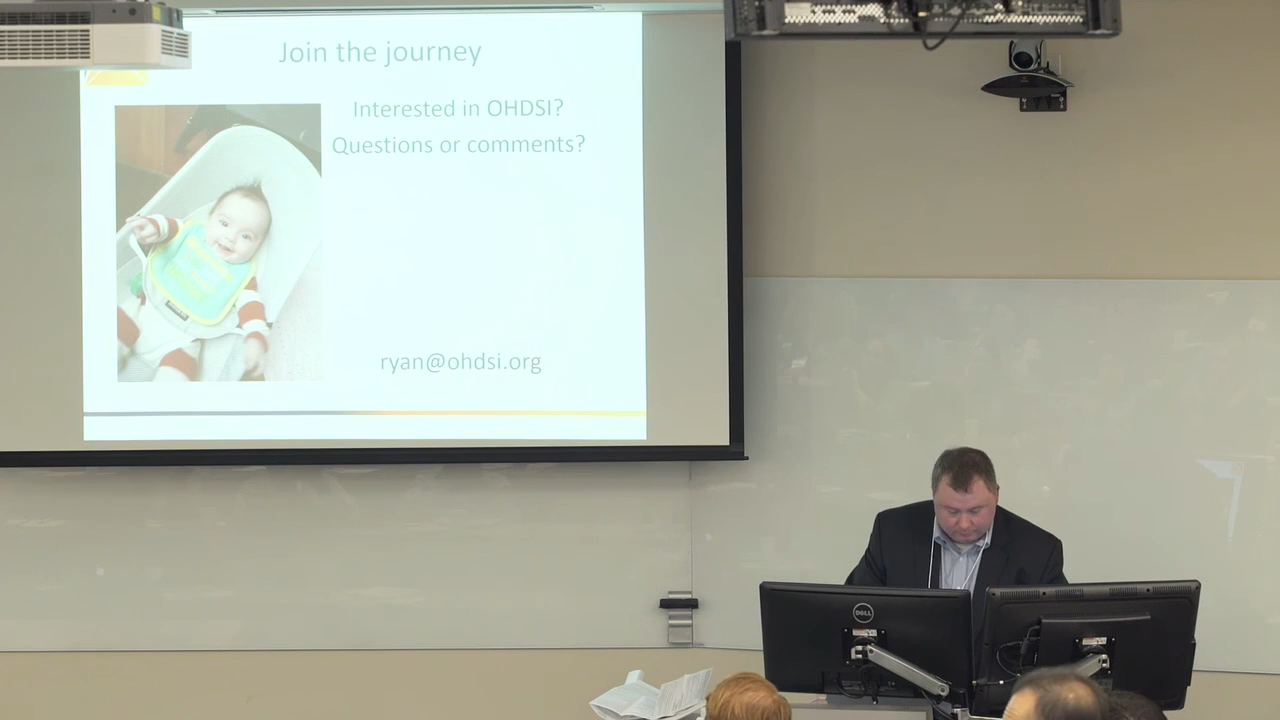 Join the journey
Interested in OHDSI?
Questions or comments?
ryan@ohdsi.org
DELL